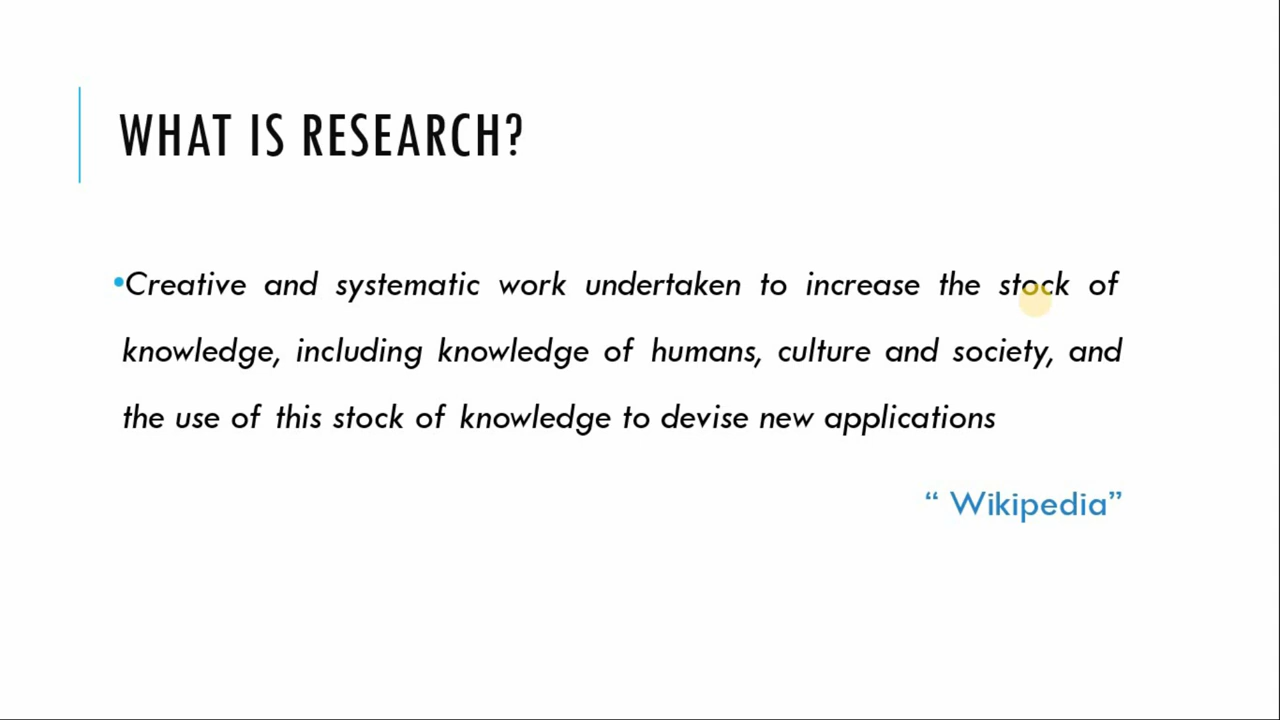 WHAT IS RESEARCH?
•Creative and systematic work undertaken to increase the stock of
knowledge, including knowledge of humans, culture and society, and
the use of this stock of knowledge to devise new applications
“ Wikipedia”